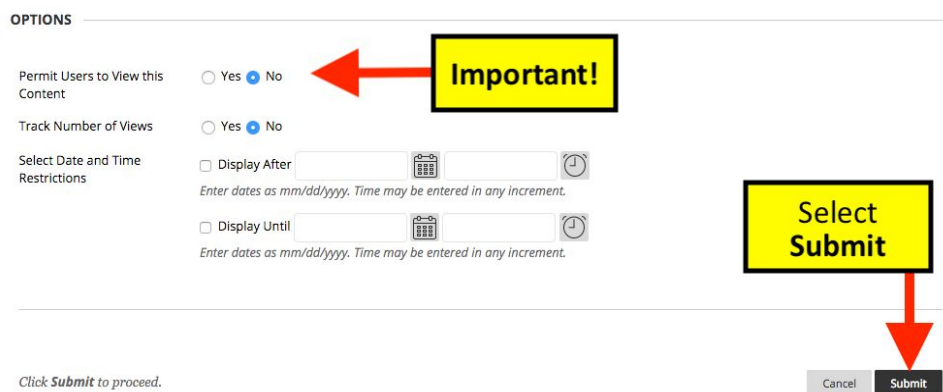 OPTIONS
Permit Users to View this
Content
Yes No
Important!
Track Number of Views
Yes No
Select Date and Time
Restrictions
Display After
Enter dates as mm/dd/yyyy. Time may be entered in any increment.
Display Until
Enter dates as mm/dd/yyyy. Time may be entered in any increment.
Select
Submit
Click Submit to proceed.
Cancel Submit